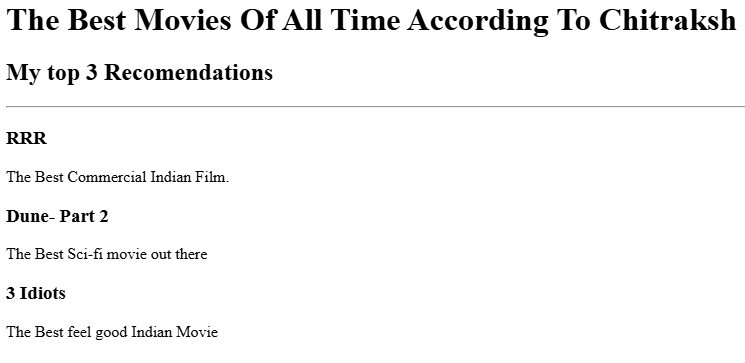 The Best Movies Of All Time According To Chitraksh
My top 3 Recomendations
RRR
The Best Commercial Indian Film.
Dune- Part 2
The Best Sci-fi movie out there
3 Idiots
The Best feel good Indian Movie